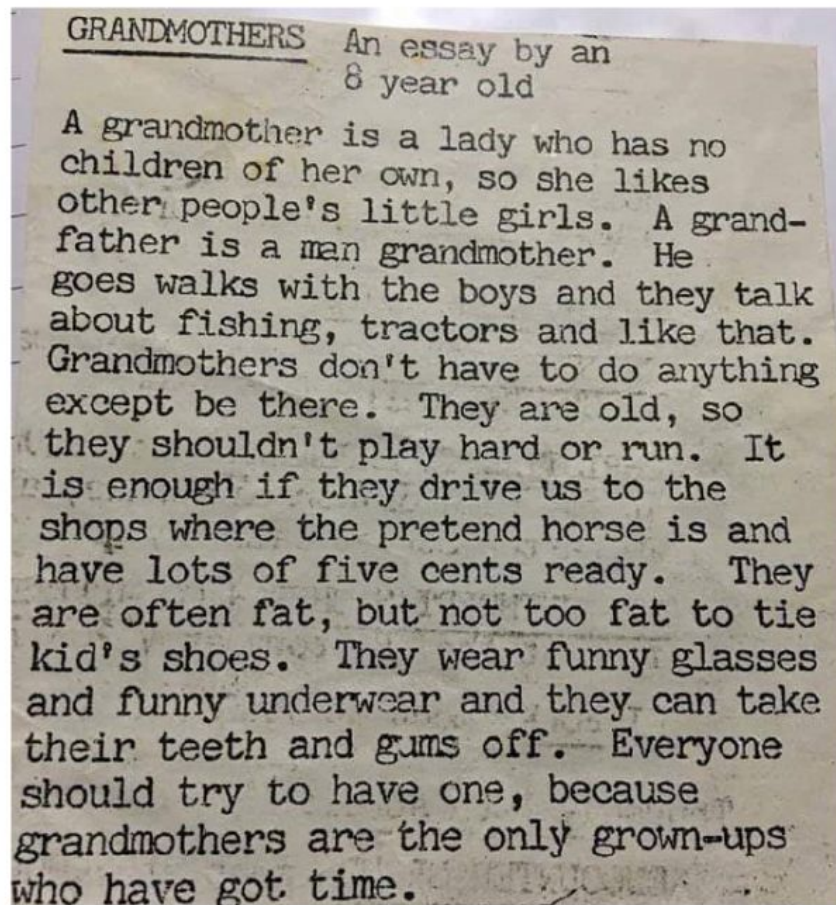 GRANDMOTHERS An essay by an
8 year old
A grandmother is a lady who has no
children of her own, so she likes
other people's little girls. A grand-
father is a man grandmother. He
goes walks with the boys and they talk
about fishing, tractors and like that.
Grandmothers don't have to do anything
except be there. They are old, so
they shouldn't play hard or run. It
is enough if they drive us to the
shops where the pretend horse is and
have lots of five cents ready. They
are often fat, but not too fat to tie
kid's shoes. They wear funny glasses
and funny underwear and they can take
their teeth and gums off. Everyone
should try to have one, because
grandmothers are the only grown-ups
who have got time.